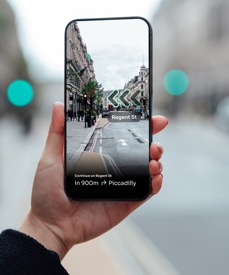 Regent St
Continue on Regent St
In 900m Piccadilly